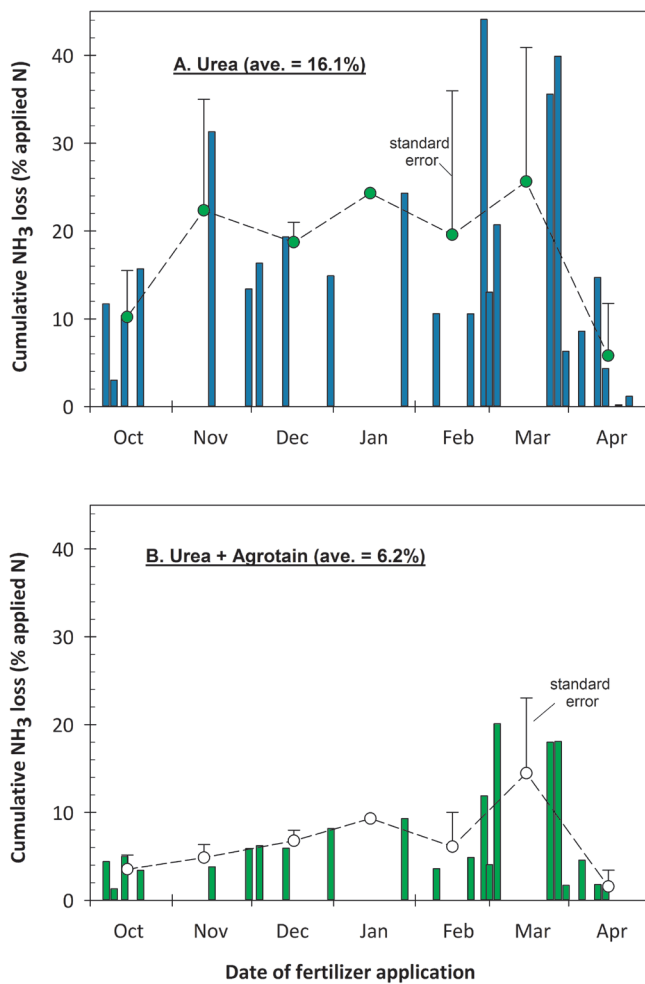 40
A. Urea (ave. = 16.1%)
30
standard
error
20
10
0
Oct Nov Dec Jan Feb Mar Apr
Cumulative NH3 loss (% applied N)
40
B. Urea + Agrotain (ave. = 6.2%)
30
standard
error
20
10
0
Oct Nov Dec Jan Feb Mar Apr
Cumulative NH3 loss (% applied N)
Date of fertilizer application